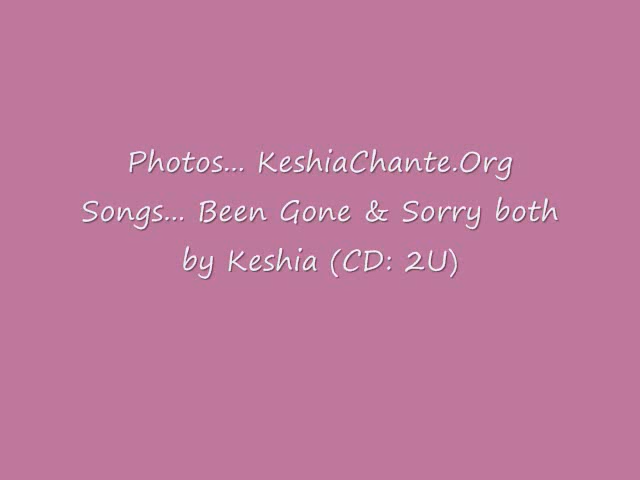 Photos... KeshiaChante.Org
Songs... Been Gone & Sorry both
by Keshia (CD: 2U)